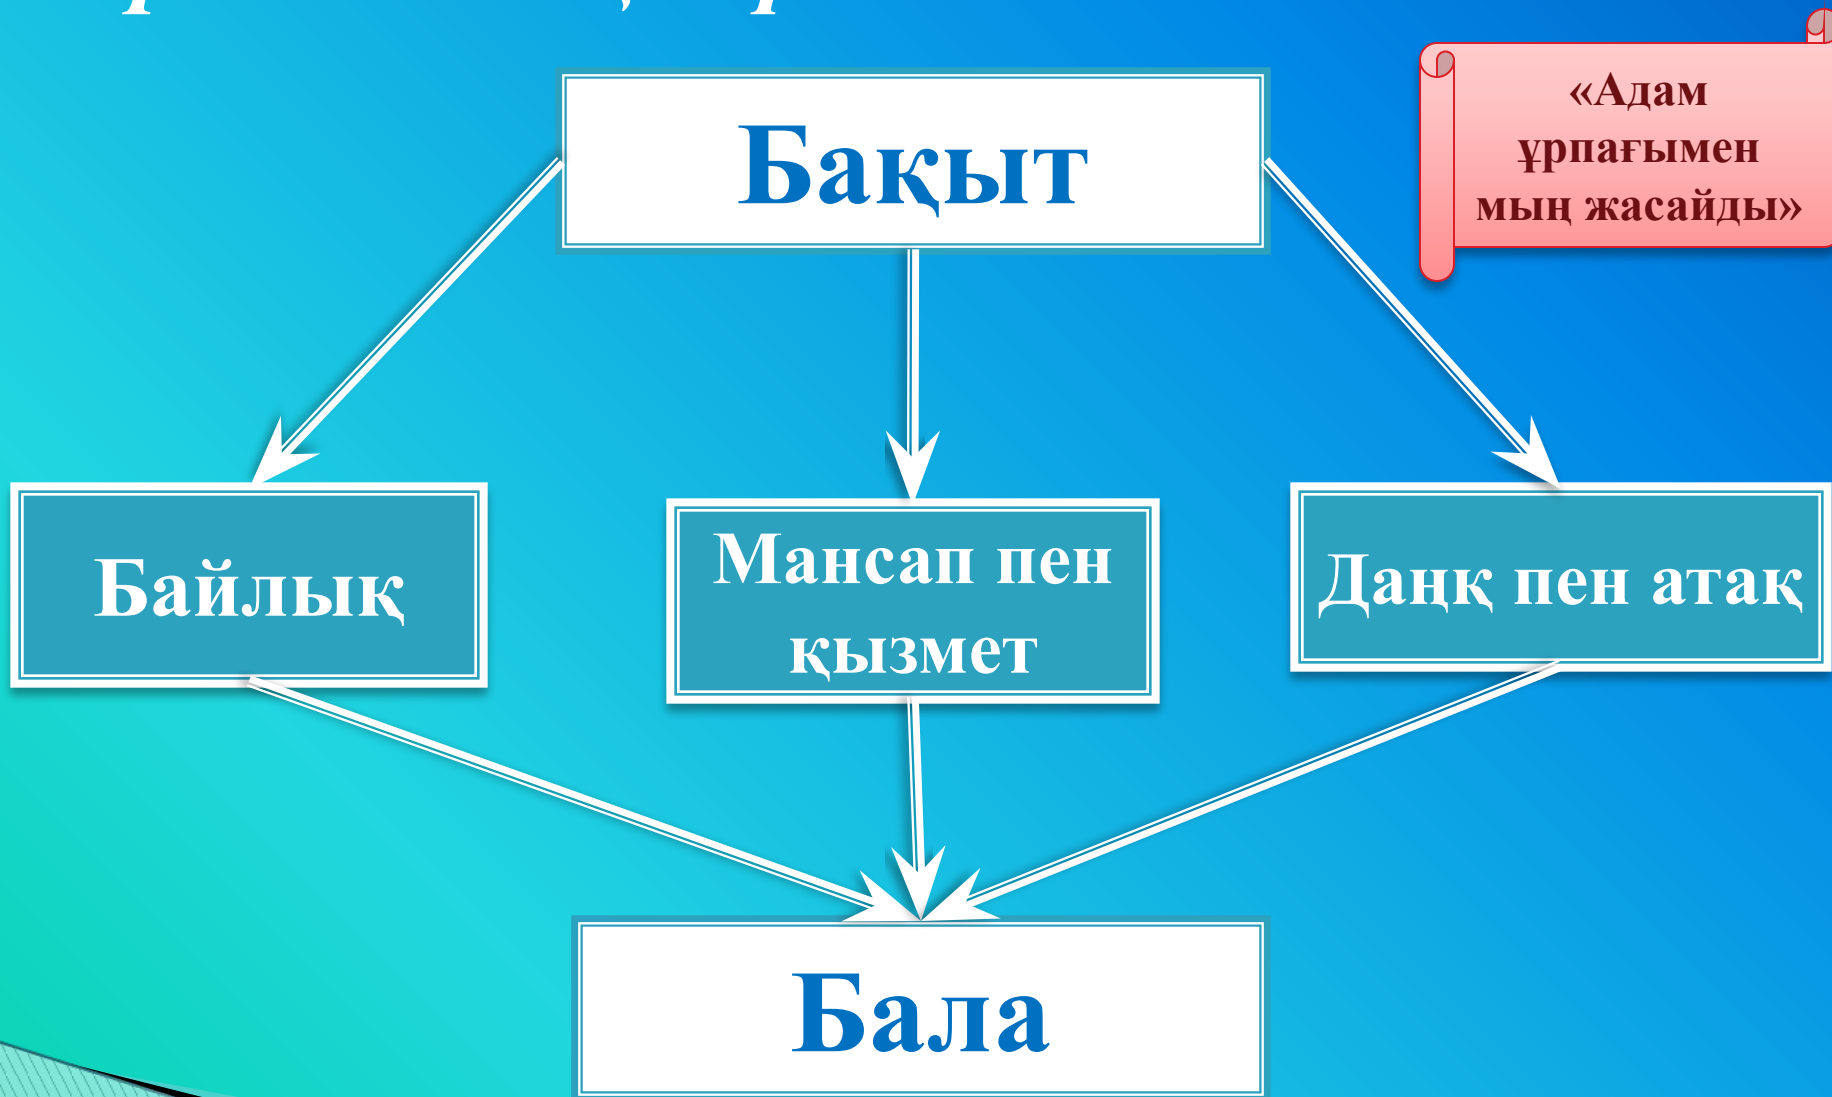 Бақыт
«Адам
ұрпағымен
мың жасайды»
Байлық
Мансап пен
қызмет
Даңқ пен атақ
Бала